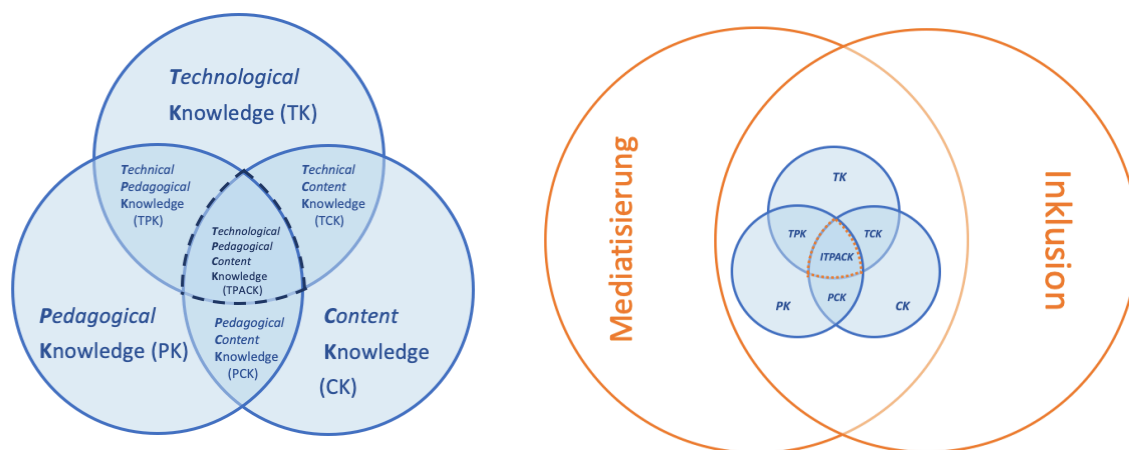 Technological
Knowledge (TK)
Technical
Pedagogical
Knowledge
(TPK)
Technical
Content
Knowledge
(TCK)
Technological
Pedagogical
Content
Knowledge
(TPACK)
Pedagogical
Knowledge (PK)
Pedagogical
Content
Knowledge
(PCK)
Content
Knowledge
(CK)
Mediatisierung
TK
TPK
TCK
ITPACK
PK
PCK
CK
Inklusion